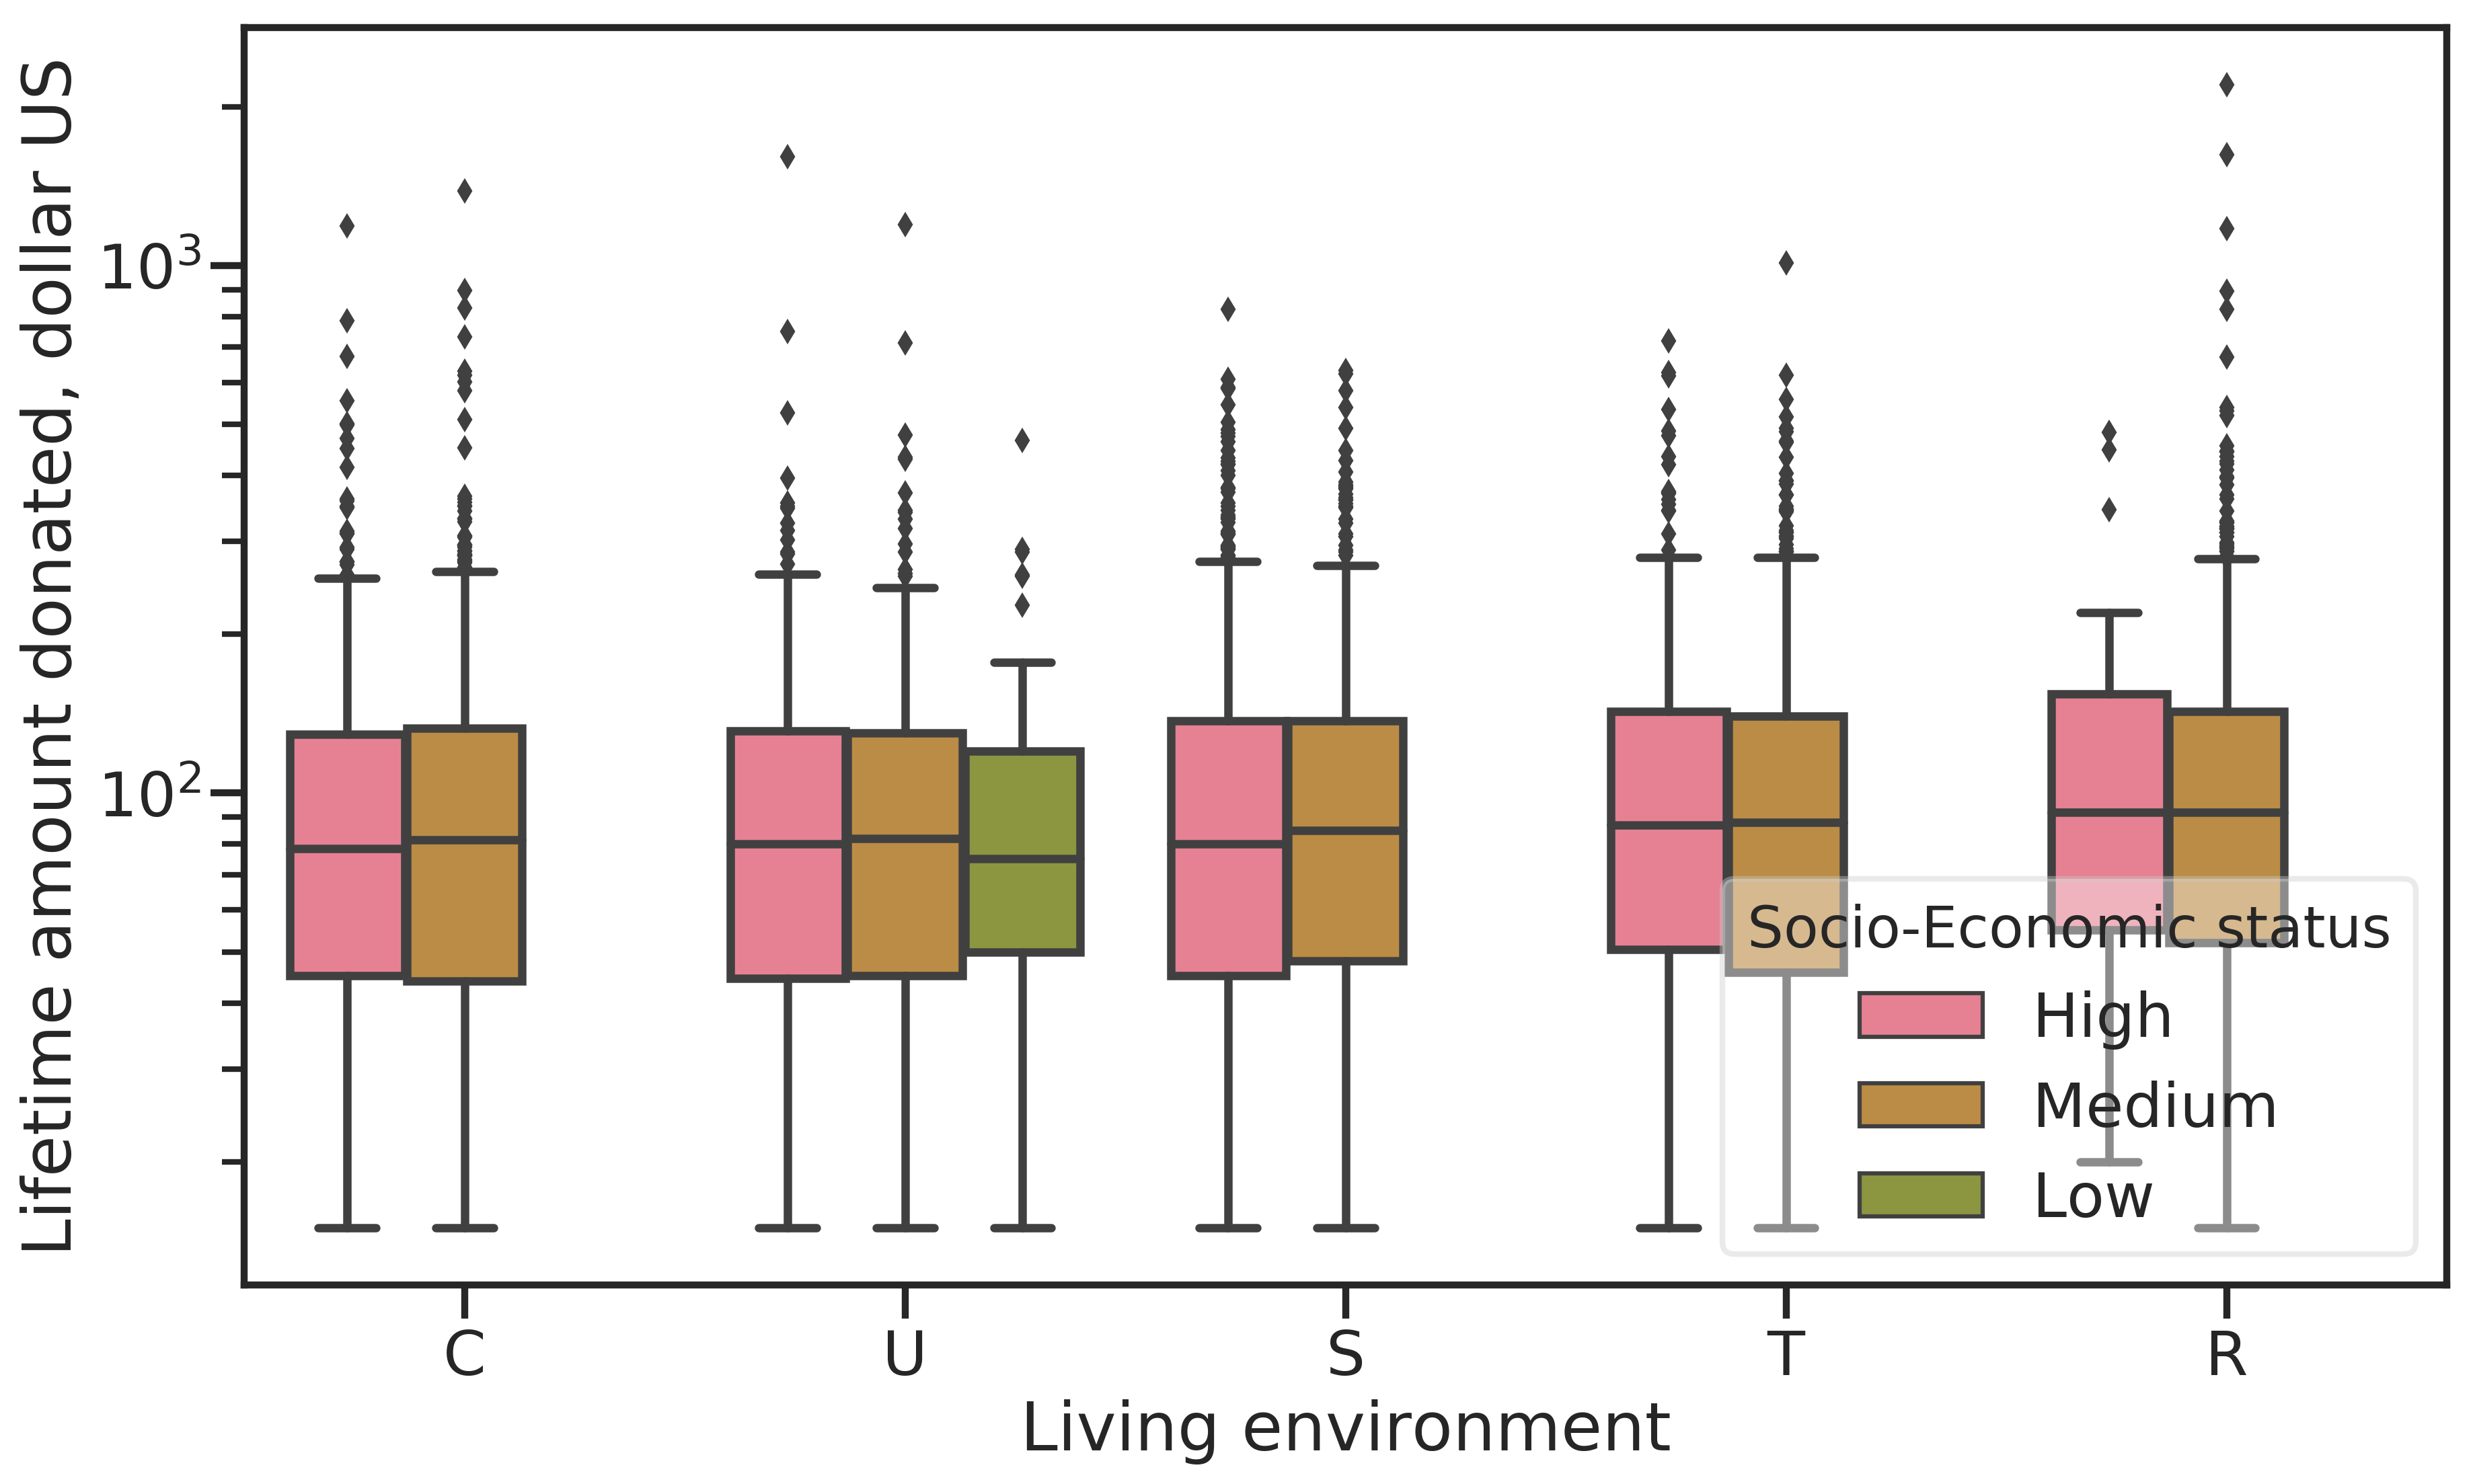 Lifetime amount donated, dollar US
10³
10²
Socio-Economic status
High
Medium
Low
C U S T R
Living environment